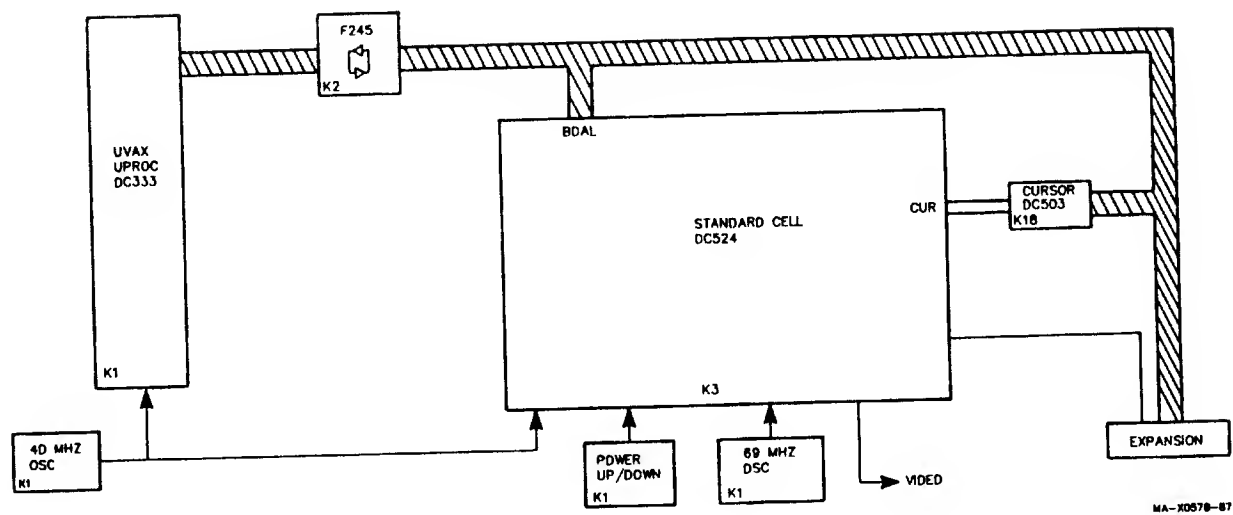 F245
K2
UVAX
UPROC
DC333
K1
BDAL
STANDARD CELL
DC524
CUR
K3
CURSOR
DC503
K18
40 MHZ
OSC
K1
POWER
UP/DOWN
K1
69 MHZ
OSC
K1
VIDEO
EXPANSION
MA-X0578-87